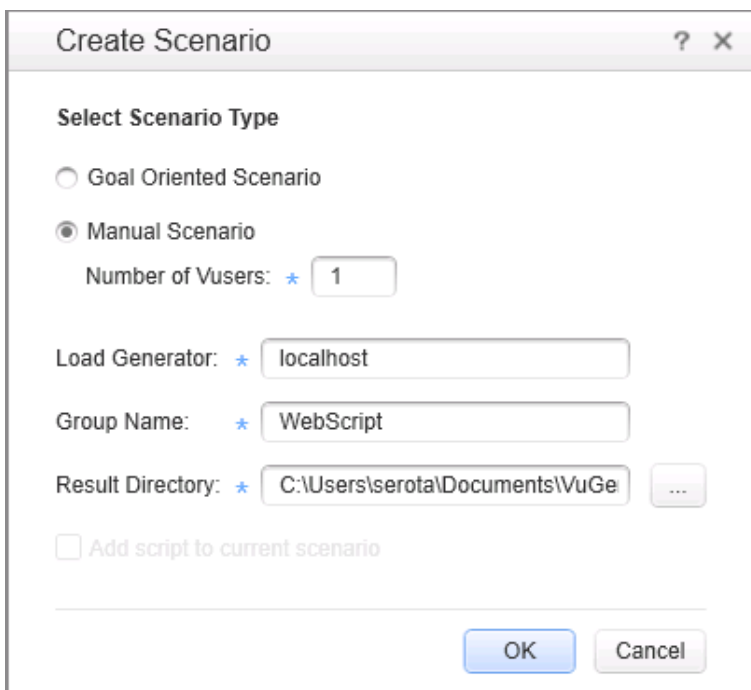 Create Scenario ? ×
Select Scenario Type
Goal Oriented Scenario
Manual Scenario
Number of Vusers: * 1
Load Generator: * localhost
Group Name: * WebScript
Result Directory: * C:\Users\serota\Documents\VuGe ...
Add script to current scenario
OK Cancel